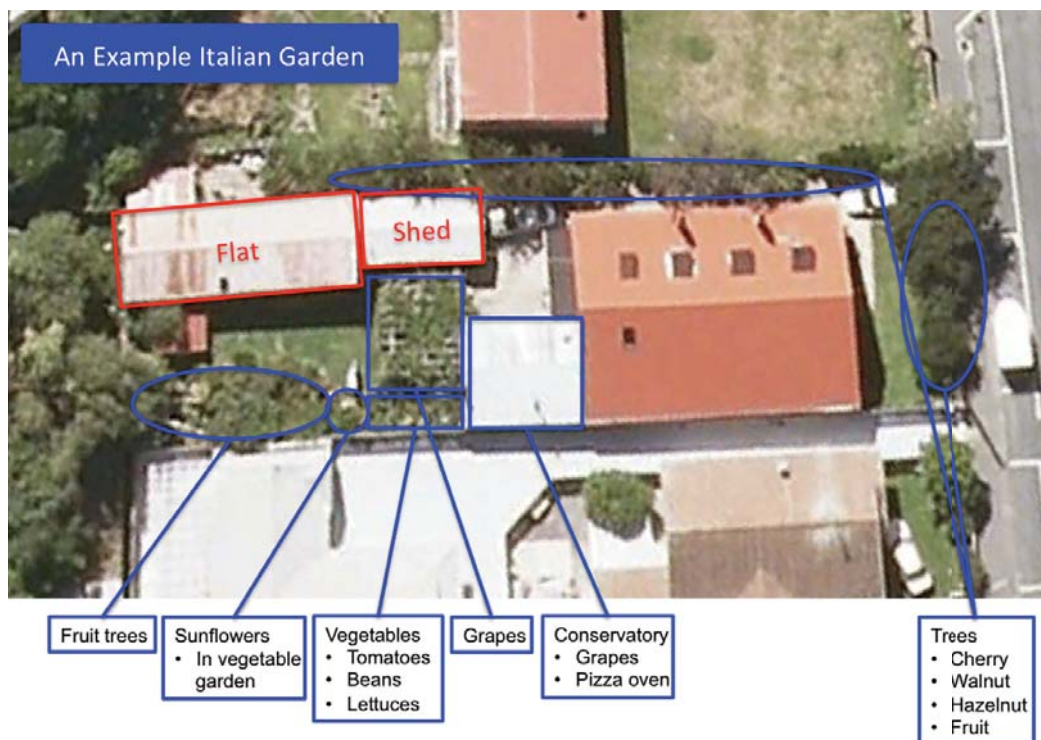 An Example Italian Garden
Flat
Shed
Fruit trees
Sunflowers
• In vegetable
garden
Vegetables
• Tomatoes
• Beans
• Lettuces
Grapes
Conservatory
• Grapes
• Pizza oven
Trees
• Cherry
• Walnut
• Hazelnut
• Fruit